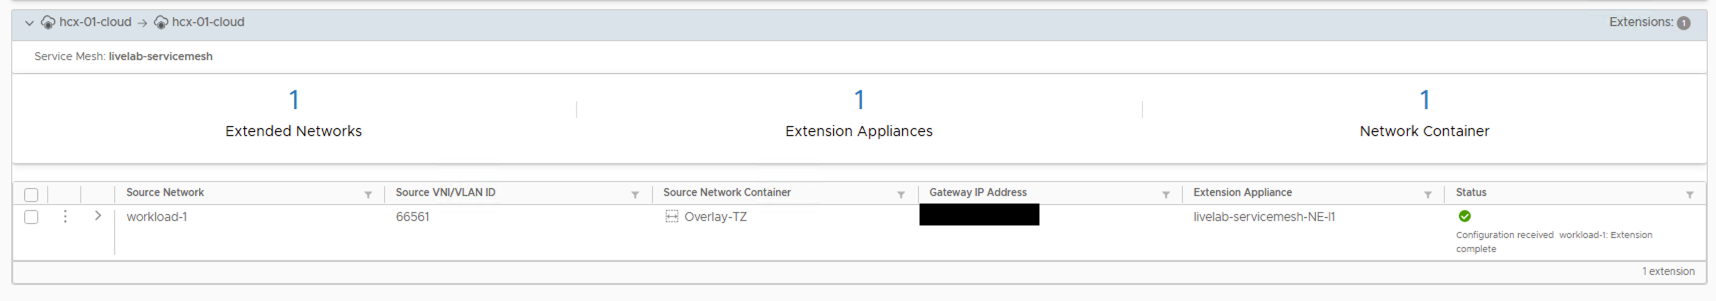 hcx-01-cloud → hcx-01-cloud Extensions: 1
Service Mesh: livelab-servicemesh
1 1 1
Extended Networks Extension Appliances Network Container
Source Network Source VNI/VLAN ID Source Network Container Gateway IP Address Extension Appliance Status
workload-1 66561 Overlay-TZ livelab-servicemesh-NE-I1
Configuration received workload-1: Extension
complete
1 extension